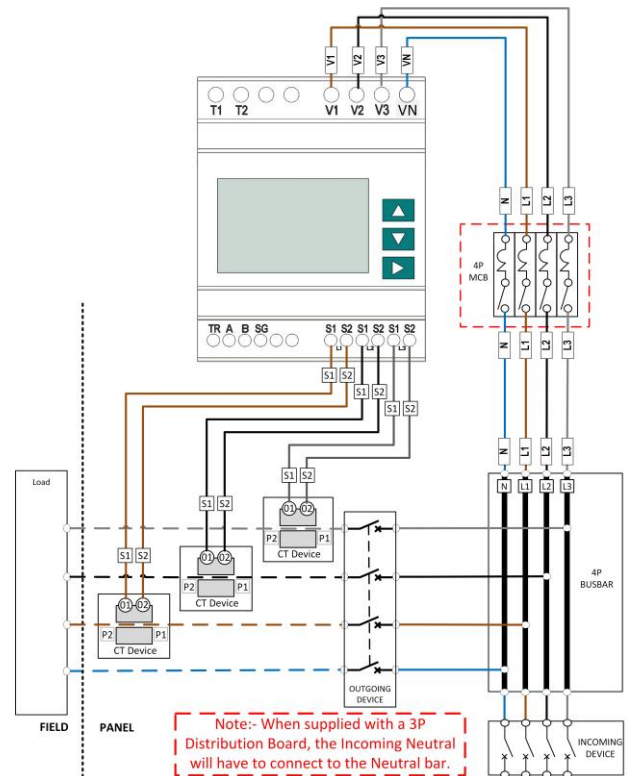 V1 V2 V3 VN
T1 T2 V1 V2 V3 VN
N L1 L2 L3
4P
MCB
TR A B SG S1 S2 S1 S2 S1 S2
L1 L2 L3
N L1 L2 L3
S1 S2
S1 S2
S1 S2
N L1 L2 L3
S1 S2
N L1 L2 L3
Load
S1 S2
01 02
P2 P1
CT Device
S1 S2
01 02
P2 P1
CT Device
4P
BUSBAR
01 02
P2 P1
CT Device
OUTGOING
DEVICE
FIELD PANEL
Note:- When supplied with a 3P
Distribution Board, the Incoming Neutral
will have to connect to the Neutral bar.
INCOMING
DEVICE